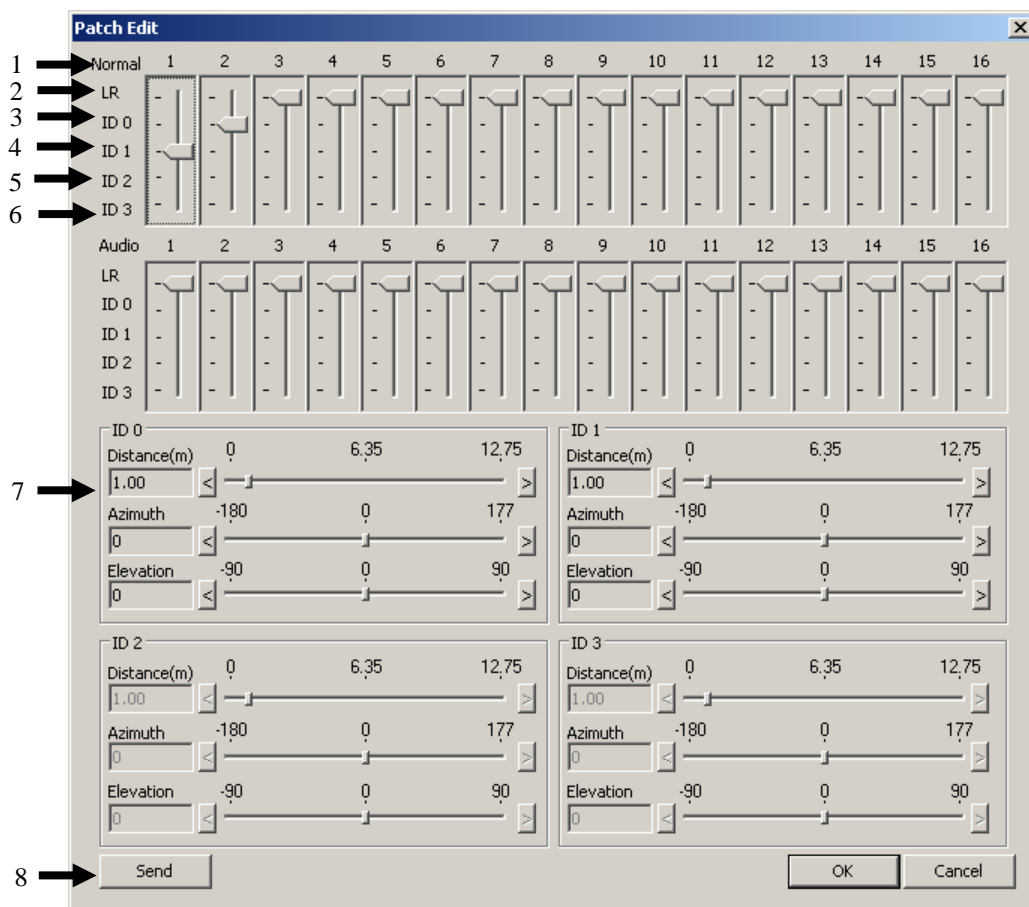 Patch Edit
1 Normal 1 2 3 4 5 6 7 8 9 10 11 12 13 14 15 16
2 LR
3 ID 0
4 ID 1
5 ID 2
6 ID 3
Audio 1 2 3 4 5 6 7 8 9 10 11 12 13 14 15 16
LR
ID 0
ID 1
ID 2
ID 3
ID 0
Distance(m) 0 6.35 12.75
7 1.00 < >
Azimuth -180 0 177
0 < >
Elevation -90 0 90
0 < >
ID 1
Distance(m) 0 6.35 12.75
1.00 < >
Azimuth -180 0 177
0 < >
Elevation -90 0 90
0 < >
ID 2
Distance(m) 0 6.35 12.75
1.00 < >
Azimuth -180 0 177
0 < >
Elevation -90 0 90
0 < >
ID 3
Distance(m) 0 6.35 12.75
1.00 < >
Azimuth -180 0 177
0 < >
Elevation -90 0 90
0 < >
8 Send OK Cancel